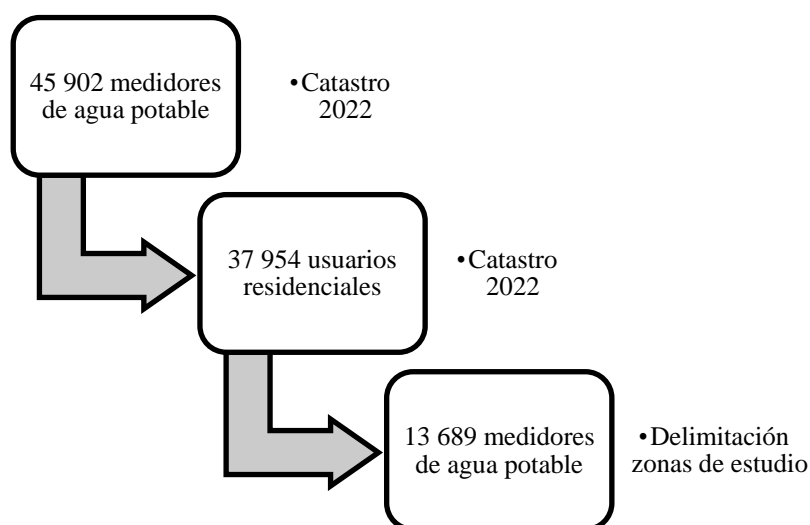 45 902 medidores
de agua potable
•Catastro
2022
37 954 usuarios
residenciales
•Catastro
2022
13 689 medidores
de agua potable
•Delimitación
zonas de estudio